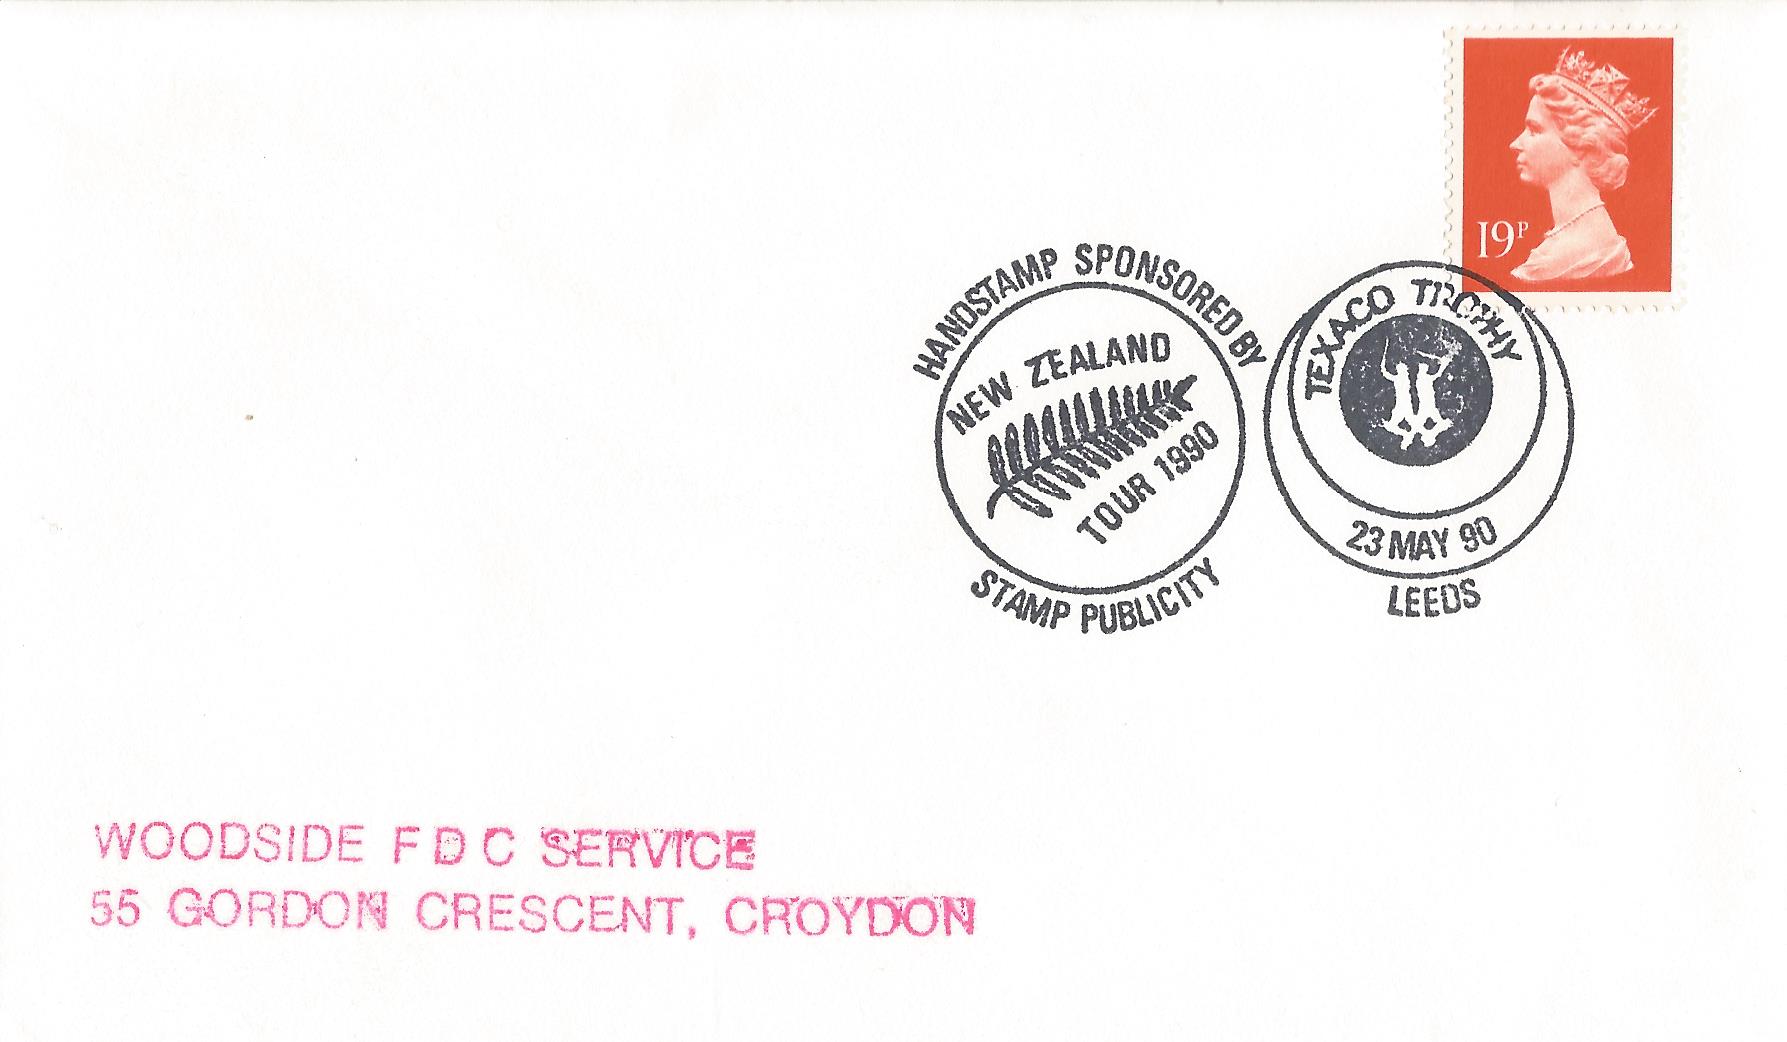 19P
HANDSTAMP SPONSORED BY
NEW ZEALAND
TOUR 1990
STAMP PUBLICITY
TEXACO TROPHY
23 MAY 90
LEEDS
WOODSIDE F D C SERVICE
55 GORDON CRESCENT, CROYDON